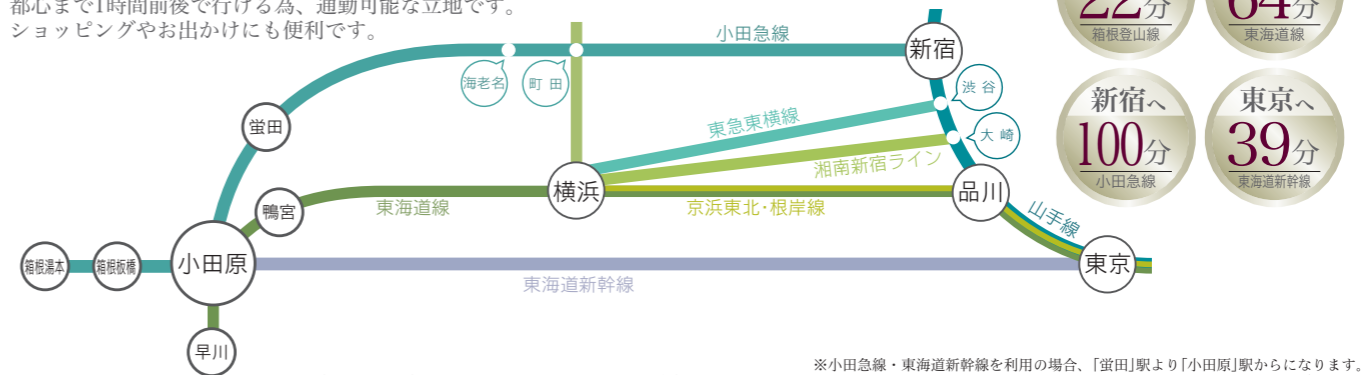 都心まで1時間前後で行ける為、通勤可能な立地です。
ショッピングやお出かけにも便利です。
22分
箱根登山線
64分
東海道線
新宿へ
100分
小田急線
東京へ
39分
東海道新幹線
小田急線
新宿
海老名
町田
渋谷
蛍田
東急東横線
大崎
湘南新宿ライン
鴨宮
東海道線
横浜
京浜東北・根岸線
品川
山手線
箱根湯本
箱根板橋
小田原
東京
東海道新幹線
早川
※小田急線・東海道新幹線を利用の場合、「蛍田」駅より「小田原」駅からになります。